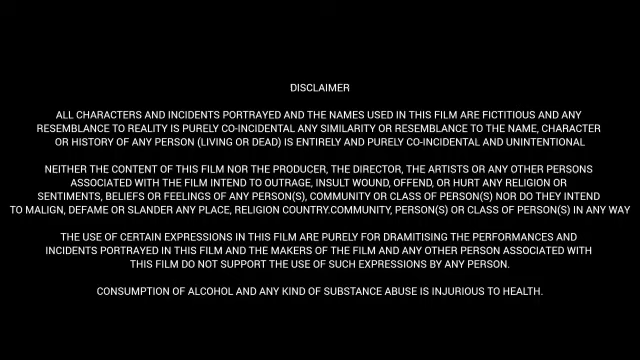 DISCLAIMER
ALL CHARACTERS AND INCIDENTS PORTRAYED AND THE NAMES USED IN THIS FILM ARE FICTITIOUS AND ANY
RESEMBLANCE TO REALITY IS PURELY CO-INCIDENTAL ANY SIMILARITY OR RESEMBLANCE TO THE NAME, CHARACTER
OR HISTORY OF ANY PERSON (LIVING OR DEAD) IS ENTIRELY AND PURELY CO-INCIDENTAL AND UNINTENTIONAL
NEITHER THE CONTENT OF THIS FILM NOR THE PRODUCER, THE DIRECTOR, THE ARTISTS OR ANY OTHER PERSONS
ASSOCIATED WITH THE FILM INTEND TO OUTRAGE, INSULT WOUND, OFFEND, OR HURT ANY RELIGION OR
SENTIMENTS, BELIEFS OR FEELINGS OF ANY PERSON(S), COMMUNITY OR CLASS OF PERSON(S) NOR DO THEY INTEND
TO MALIGN, DEFAME OR SLANDER ANY PLACE, RELIGION COUNTRY.COMMUNITY, PERSON(S) OR CLASS OF PERSON(S) IN ANY WAY
THE USE OF CERTAIN EXPRESSIONS IN THIS FILM ARE PURELY FOR DRAMITISING THE PERFORMANCES AND
INCIDENTS PORTRAYED IN THIS FILM AND THE MAKERS OF THE FILM AND ANY OTHER PERSON ASSOCIATED WITH
THIS FILM DO NOT SUPPORT THE USE OF SUCH EXPRESSIONS BY ANY PERSON.
CONSUMPTION OF ALCOHOL AND ANY KIND OF SUBSTANCE ABUSE IS INJURIOUS TO HEALTH.